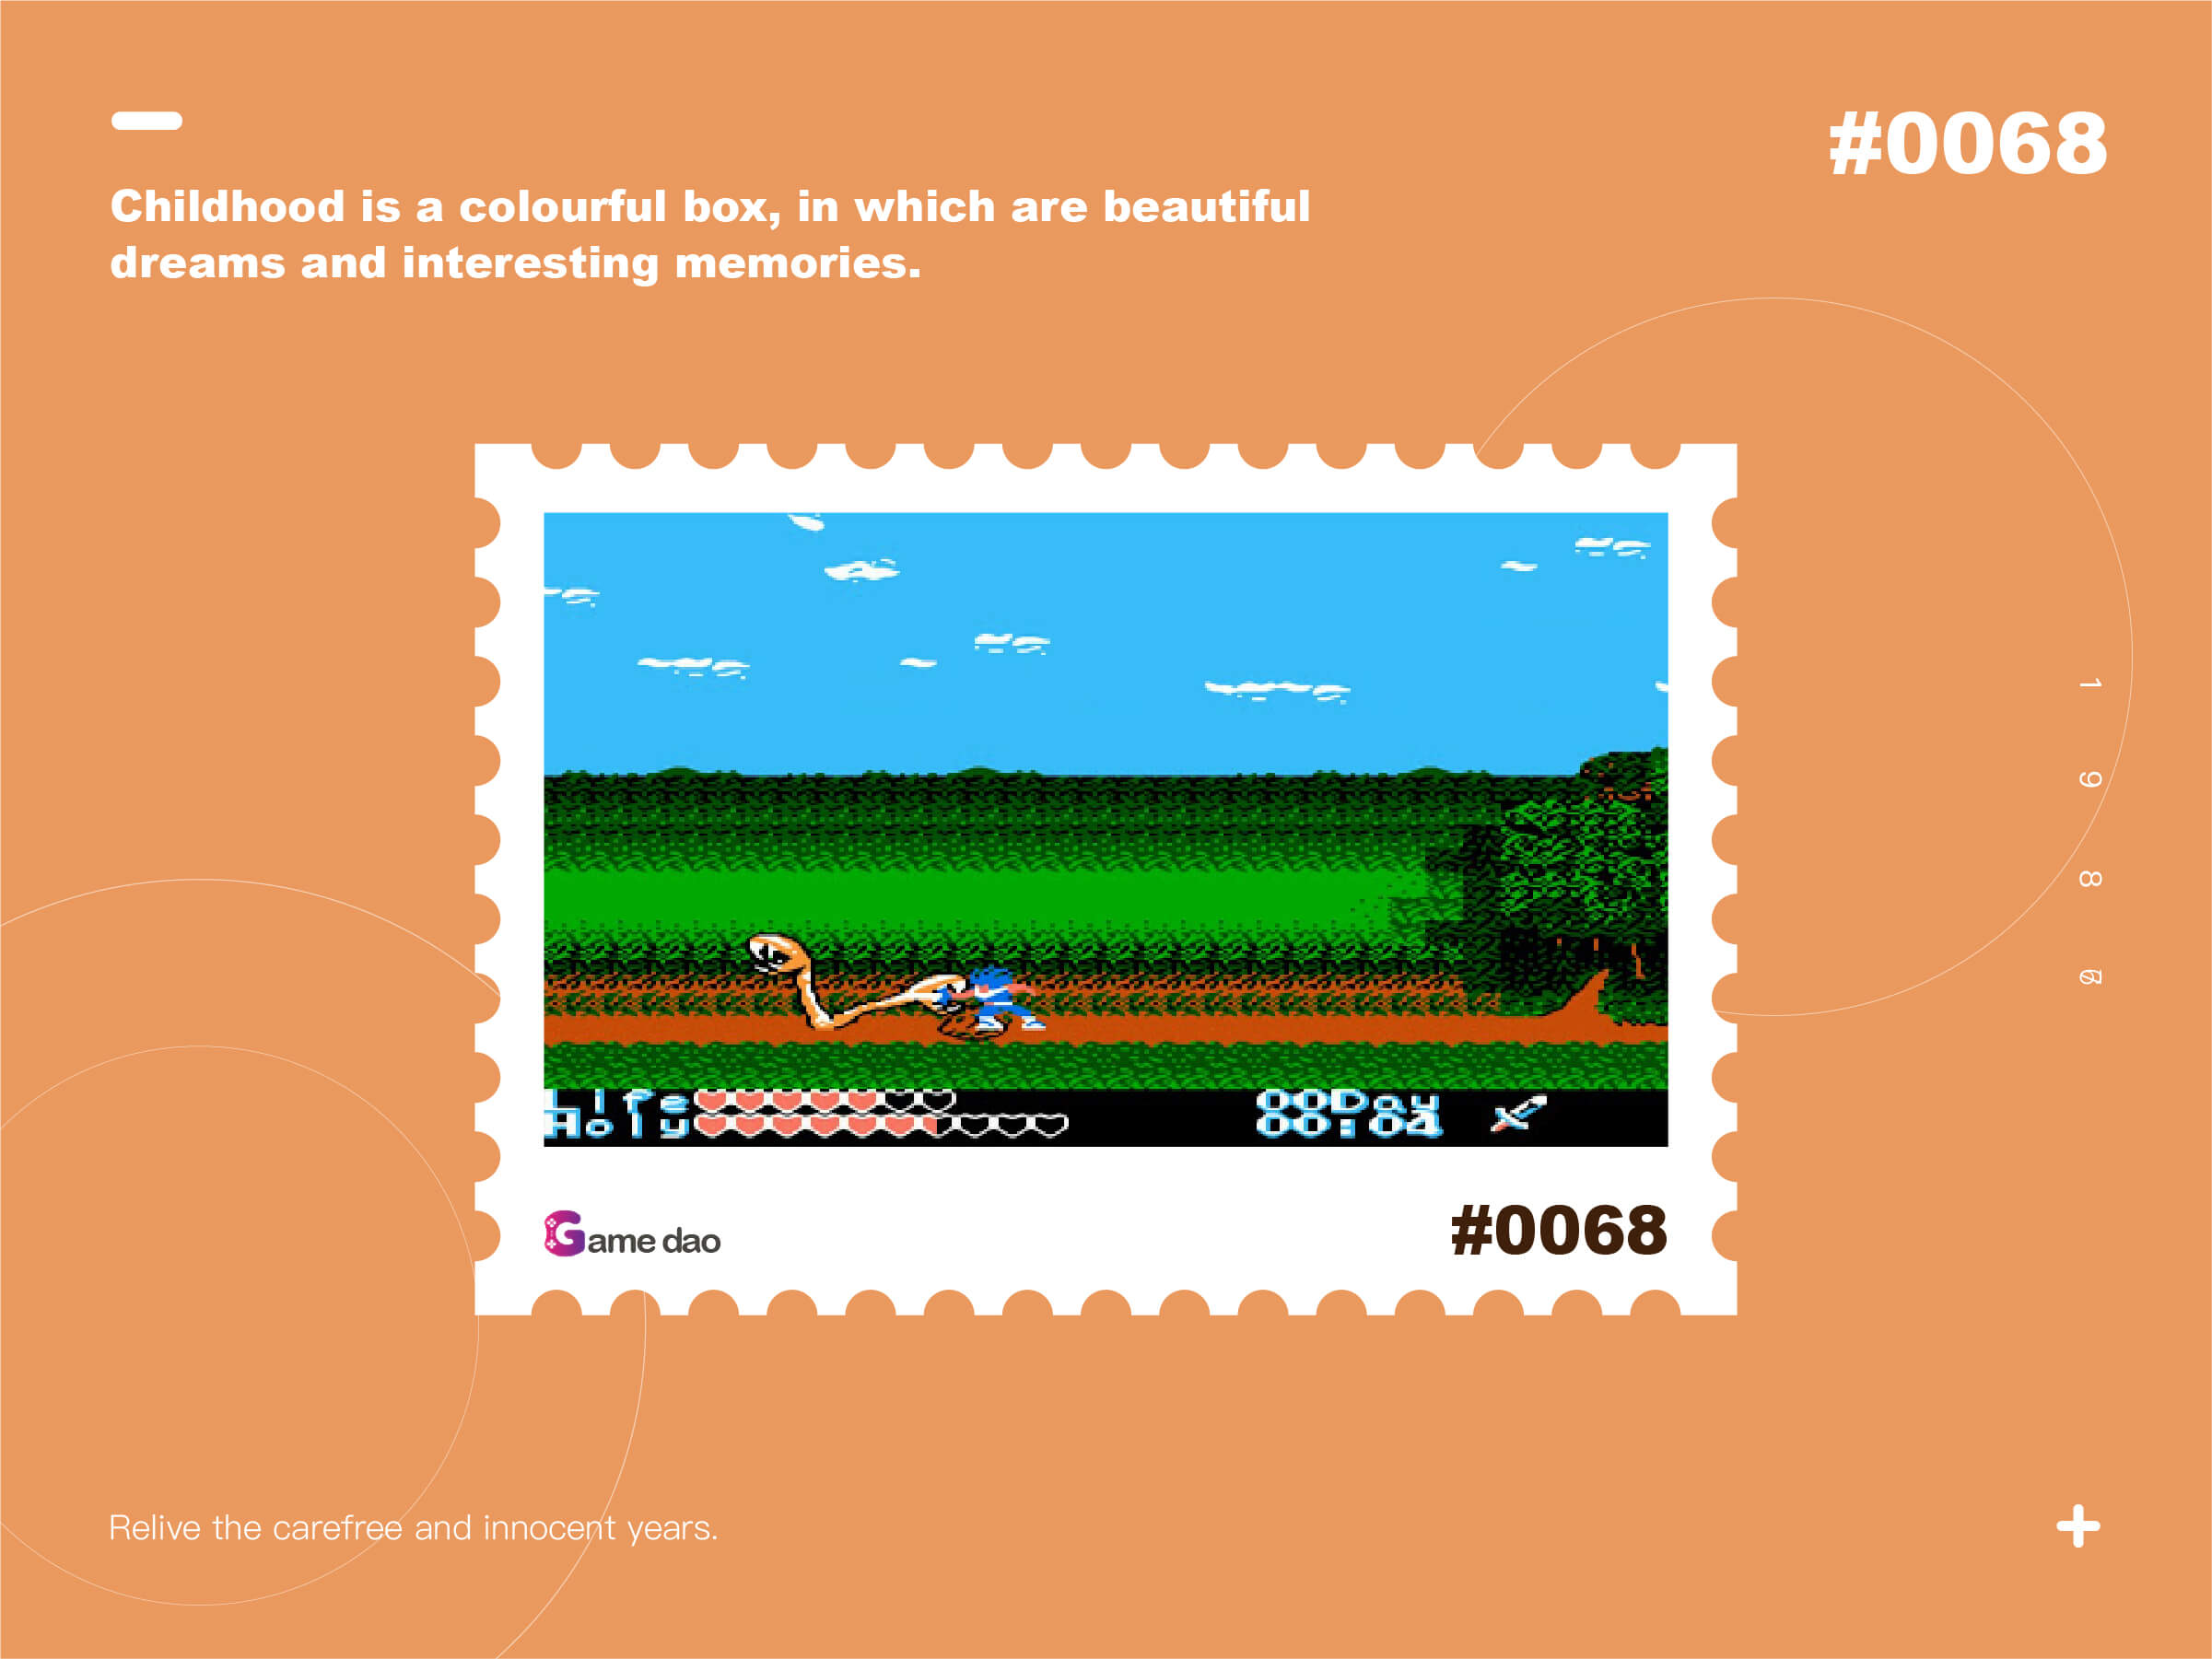 #0068
Childhood is a colourful box, in which are beautiful
dreams and interesting memories.
1
9
8
Life
Holy
00Day
00:04
Game dao
#0068
Relive the carefree and innocent years.